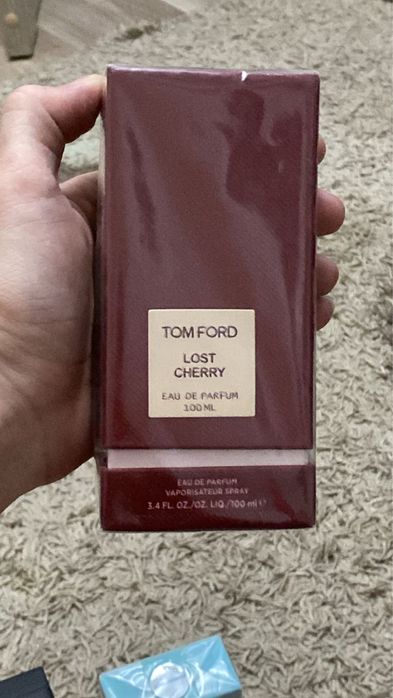 TOM FORD
LOST
CHERRY
EAU DE PARFUM
100 ML
EAU DE PARFUM
VAPORISATEUR SPRAY
3.4 FL. OZ./OZ. LIQ./100 ml ℮